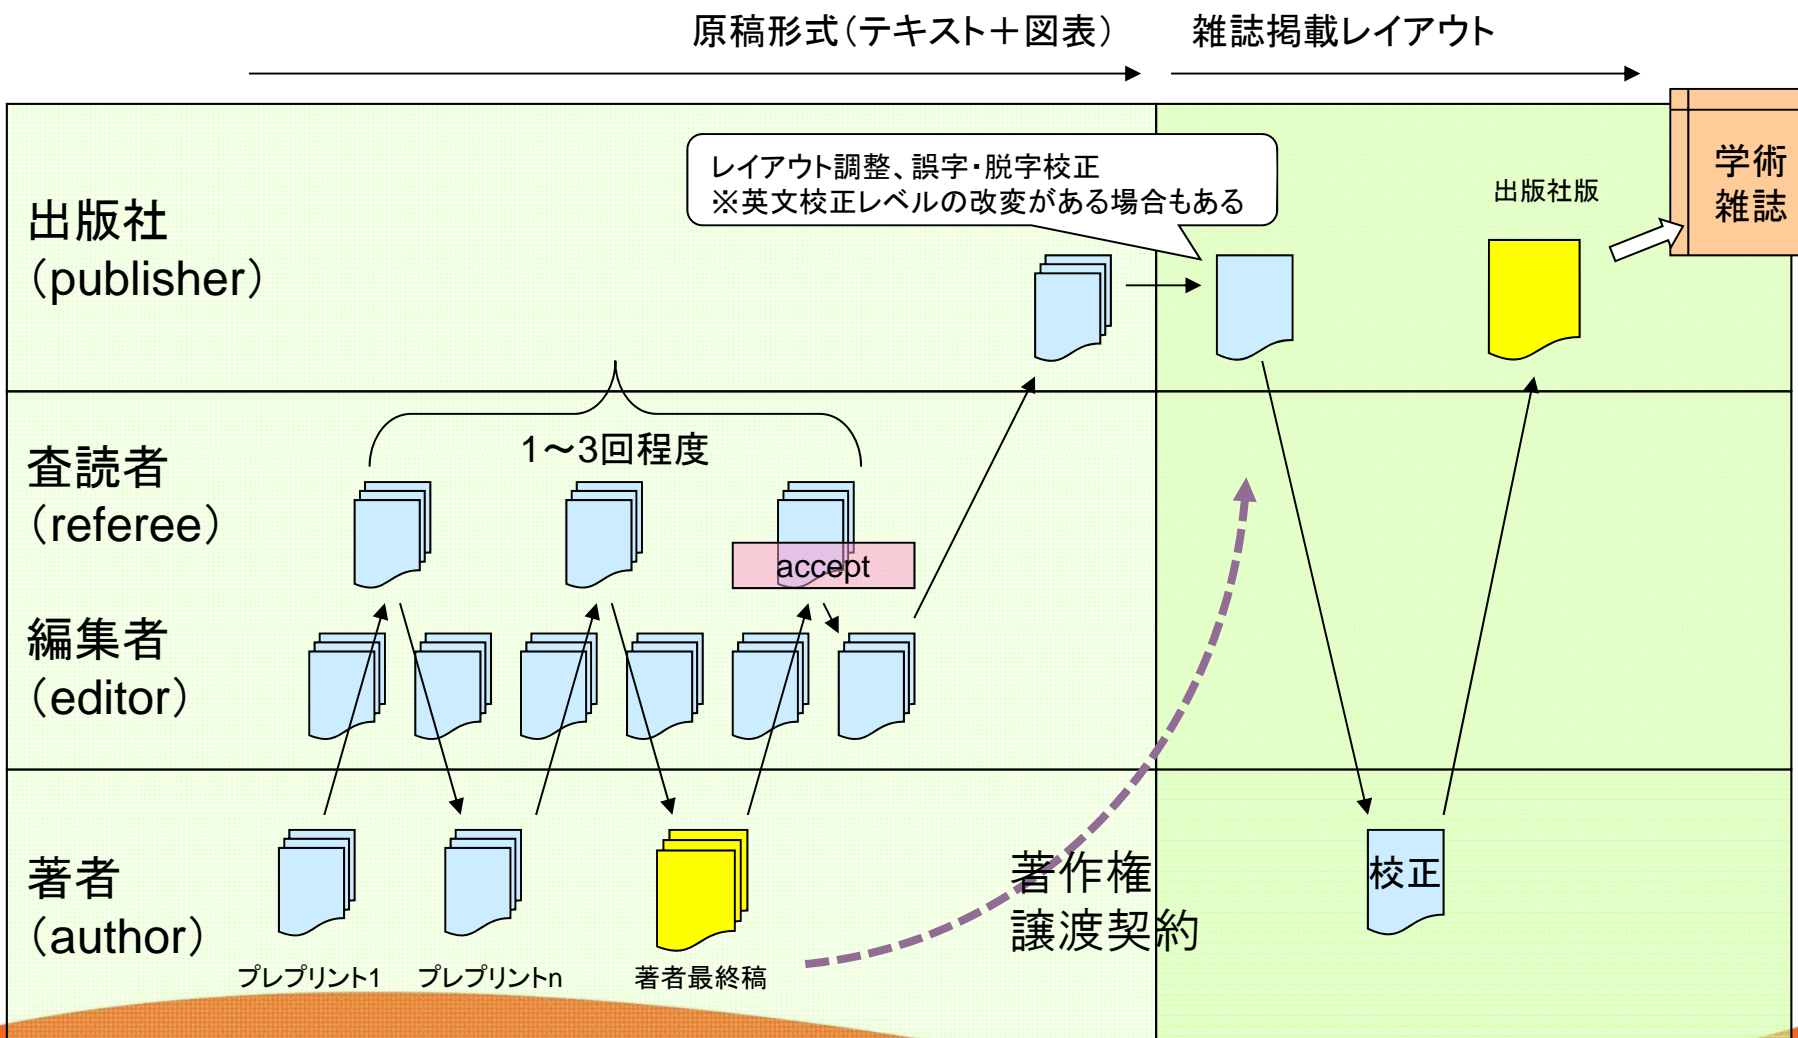 原稿形式(テキスト＋図表)
雑誌掲載レイアウト
学術
雑誌
レイアウト調整、誤字・脱字校正
※英文校正レベルの改変がある場合もある
出版社版
出版社
(publisher)
1～3回程度
査読者
(referee)
accept
編集者
(editor)
著者
(author)
著作権
譲渡契約
校正
プレプリント1
プレプリントn
著者最終稿